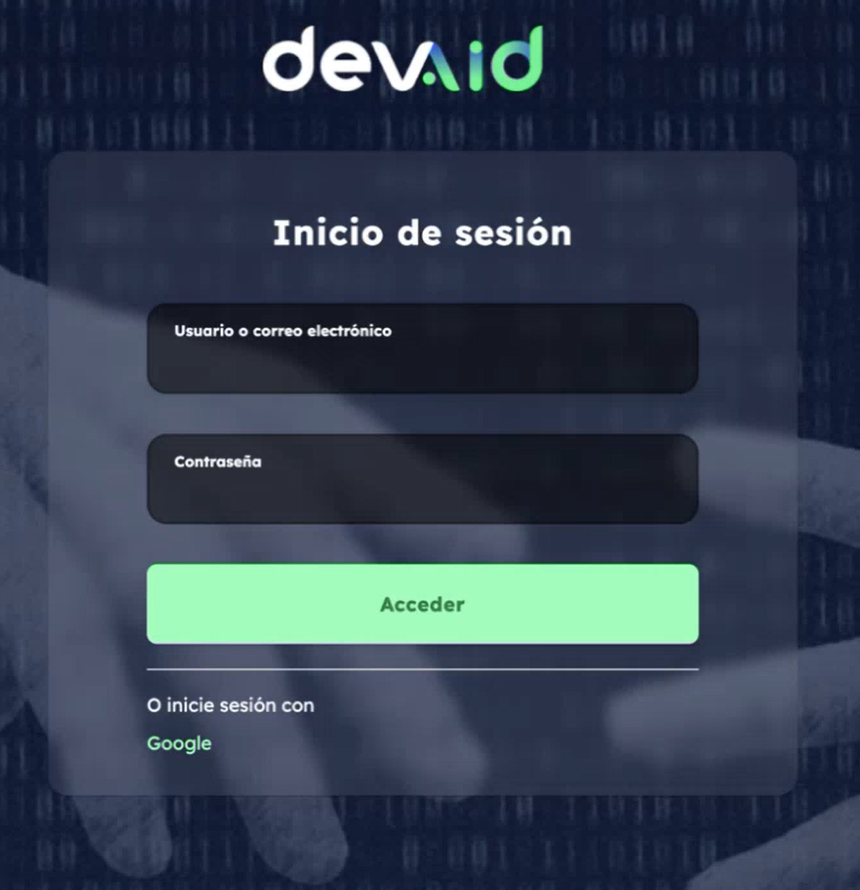 devaid
Inicio de sesión
Usuario o correo electrónico
Contraseña
Acceder
O inicie sesión con
Google